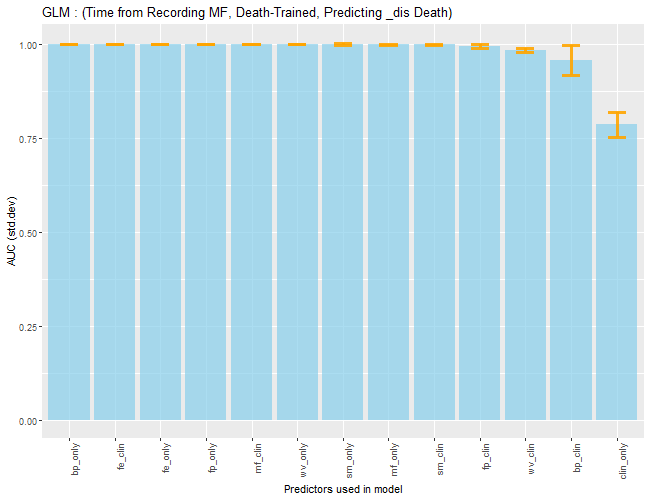 GLM : (Time from Recording MF, Death-Trained, Predicting _dis Death)
1.00
0.75
0.50
0.25
0.00
AUC (std.dev)
bp_only
fe_clin
fe_only
fp_only
mf_clin
wv_only
sm_only
mf_only
sm_clin
fp_clin
wv_clin
bp_clin
clin_only
Predictors used in model